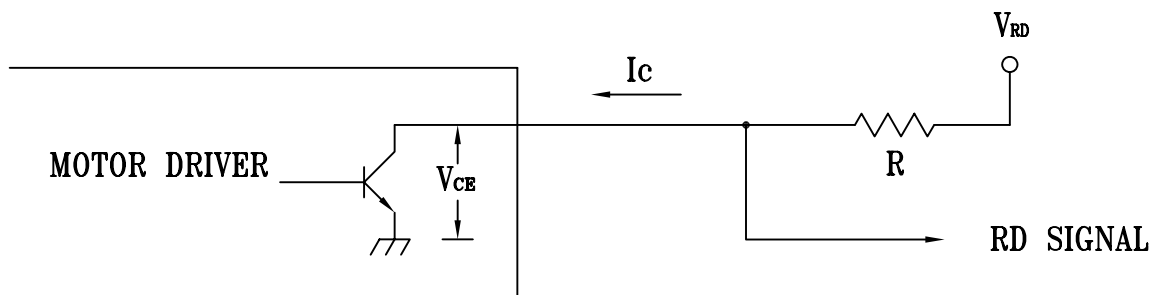 VRD
Ic
MOTOR DRIVER
VCE
R
RD SIGNAL